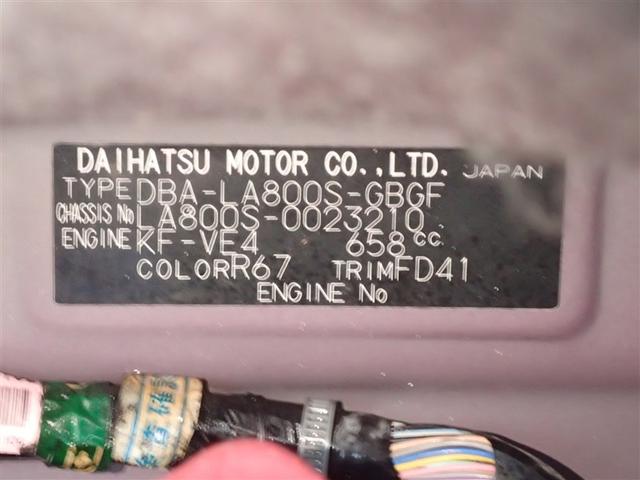 DAIHATSU MOTOR CO.,LTD. JAPAN
TYPE DBA-LA800S-GBGF
CHASSIS No LA800S-0023210
ENGINE KF-VE4 658cc
COLOR R67 TRIM FD41
ENGINE No